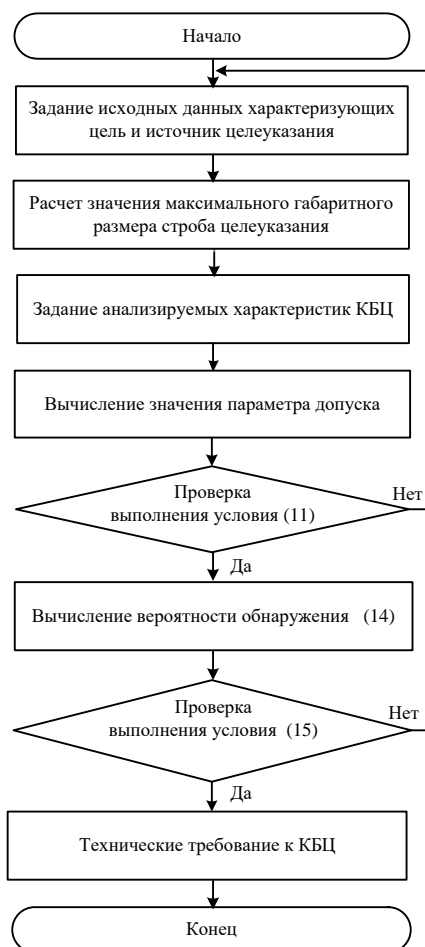 Начало
Задание исходных данных характеризующих
цель и источник целеуказания
Расчет значения максимального габаритного
размера строба целеуказания
Задание анализируемых характеристик КБЦ
Вычисление значения параметра допуска
Проверка
выполнения условия (11)
Нет
Да
Вычисление вероятности обнаружения (14)
Проверка
выполнения условия (15)
Нет
Да
Технические требование к КБЦ
Конец